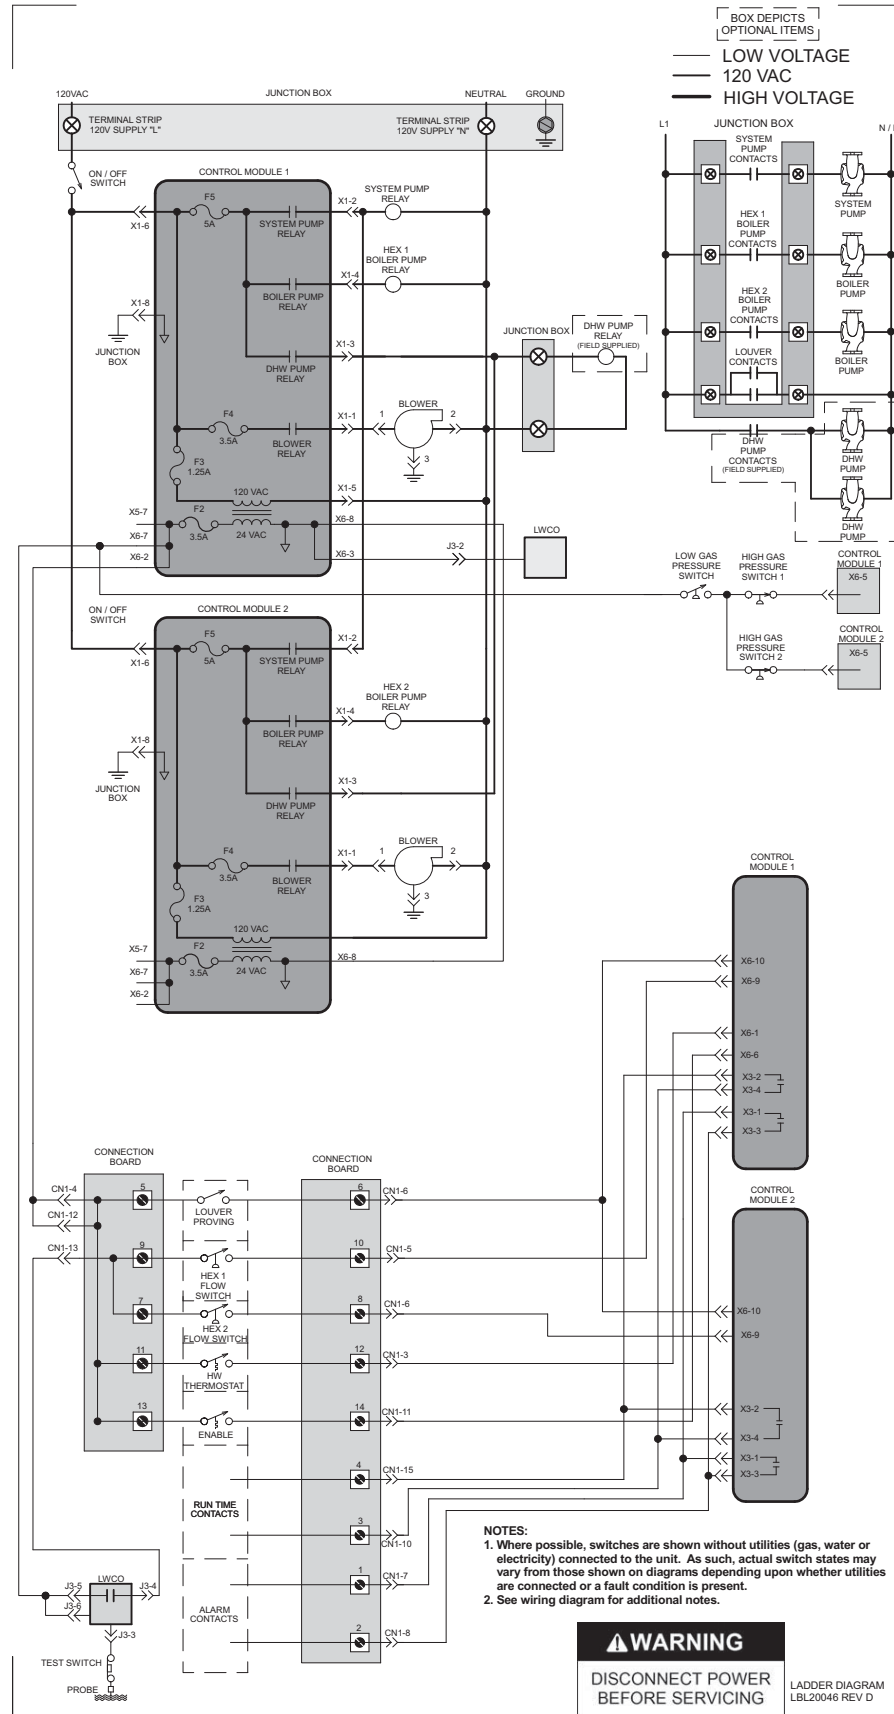 BOX DEPICTS
OPTIONAL ITEMS
LOW VOLTAGE
120 VAC
HIGH VOLTAGE
120VAC
JUNCTION BOX
NEUTRAL
GROUND
TERMINAL STRIP
120V SUPPLY "L"
TERMINAL STRIP
120V SUPPLY "N"
ON / OFF
SWITCH
CONTROL MODULE 1
F5
5A
X1-6
SYSTEM PUMP
RELAY
X1-2
SYSTEM PUMP
RELAY
HEX 1
BOILER PUMP
RELAY
X1-4
BOILER PUMP
RELAY
X1-8
JUNCTION
BOX
X1-3
DHW PUMP
RELAY
JUNCTION BOX
DHW PUMP
RELAY
(FIELD SUPPLIED)
F4
3.5A
BLOWER
RELAY
X1-1
1
BLOWER
2
3
F3
1.25A
X1-5
120 VAC
X5-7
F2
X6-8
X6-7
3.5A
24 VAC
X6-2
X6-3
J3-2
LWCO
L1
JUNCTION BOX
N / L2
SYSTEM
PUMP
CONTACTS
SYSTEM
PUMP
HEX 1
BOILER
PUMP
CONTACTS
BOILER
PUMP
HEX 2
BOILER
PUMP
CONTACTS
BOILER
PUMP
LOUVER
CONTACTS
DHW
PUMP
CONTACTS
(FIELD SUPPLIED)
DHW
PUMP
DHW
PUMP
LOW GAS
PRESSURE
SWITCH
HIGH GAS
PRESSURE
SWITCH 1
CONTROL
MODULE 1
X6-5
HIGH GAS
PRESSURE
SWITCH 2
CONTROL
MODULE 2
X6-5
ON / OFF
SWITCH
CONTROL MODULE 2
F5
5A
X1-6
SYSTEM PUMP
RELAY
X1-2
HEX 2
BOILER PUMP
RELAY
X1-4
BOILER PUMP
RELAY
X1-8
JUNCTION
BOX
X1-3
DHW PUMP
RELAY
F4
3.5A
BLOWER
RELAY
X1-1
1
BLOWER
2
3
F3
1.25A
120 VAC
X5-7
F2
X6-8
X6-7
3.5A
24 VAC
X6-2
CONTROL
MODULE 1
X6-10
X6-9
X6-1
X6-6
X3-2
X3-4
X3-1
X3-3
CONTROL
MODULE 2
X6-10
X6-9
X3-2
X3-4
X3-1
X3-3
CONNECTION
BOARD
CONNECTION
BOARD
CN1-4
5
LOUVER
PROVING
6
CN1-6
CN1-12
CN1-13
9
HEX 1
FLOW
SWITCH
10
CN1-5
7
HEX 2
FLOW SWITCH
8
CN1-6
11
HW
THERMOSTAT
12
CN1-3
13
ENABLE
14
CN1-11
RUN TIME
CONTACTS
4
CN1-15
3
CN1-10
ALARM
CONTACTS
1
CN1-7
2
CN1-8
LWCO
J3-5
J3-4
J3-6
J3-3
TEST SWITCH
PROBE
NOTES:
1. Where possible, switches are shown without utilities (gas, water or
electricity) connected to the unit. As such, actual switch states may
vary from those shown on diagrams depending upon whether utilities
are connected or a fault condition is present.
2. See wiring diagram for additional notes.
WARNING
DISCONNECT POWER
BEFORE SERVICING
LADDER DIAGRAM
LBL20046 REV D